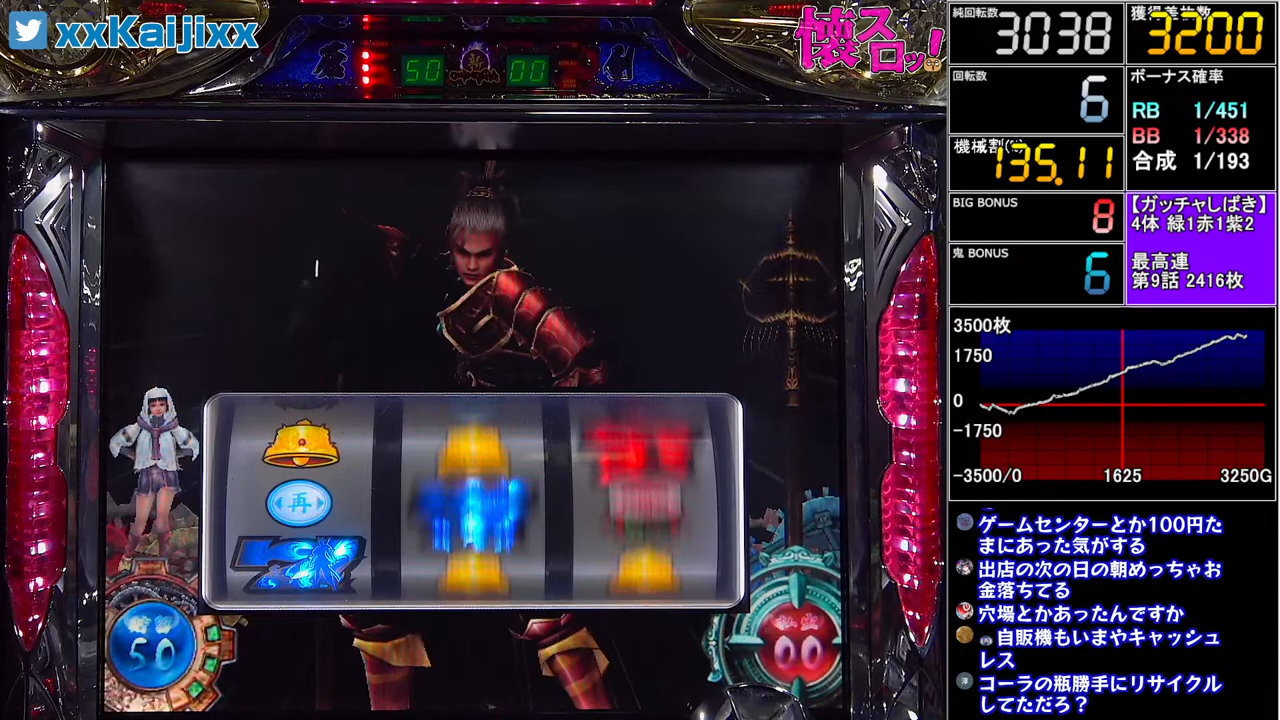 xxKaijixx
50
00
懐スロッ!
純回転数
3038
獲得差枚数
3200
回転数
6
ボーナス確率
RB 1/451
BB 1/338
合成 1/193
機械割(%)
135.11
BIG BONUS
8
鬼 BONUS
6
【ガッチャしばき】
4体 緑1赤1紫2
最高連
第9話 2416枚
3500枚
1750
0
-1750
-3500/0
1625
3250G
再
貯留
50
払出
00
ゲームセンターとか100円た
まにあった気がする
出店の次の日の朝めっちゃお
金落ちてる
穴場とかあったんですか
自販機もいまやキャッシュ
レス
コーラの瓶勝手にリサイクル
してただろ?